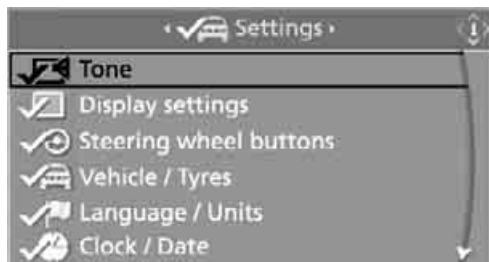 Settings
Tone
Display settings
Steering wheel buttons
Vehicle / Tyres
Language / Units
Clock / Date